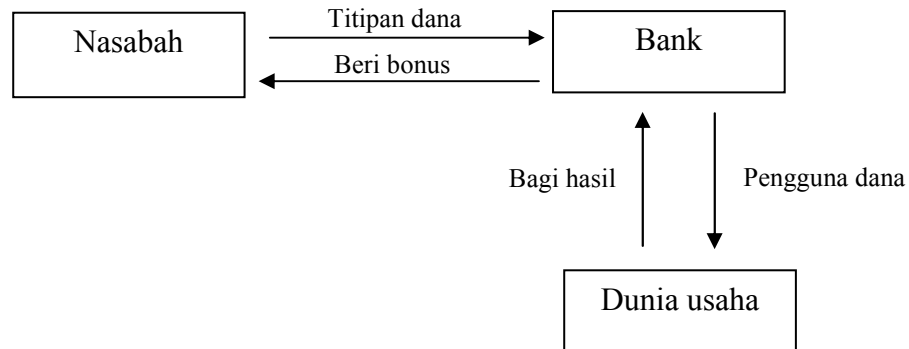 Titipan dana
Nasabah
Bank
Beri bonus
Bagi hasil
Pengguna dana
Dunia usaha